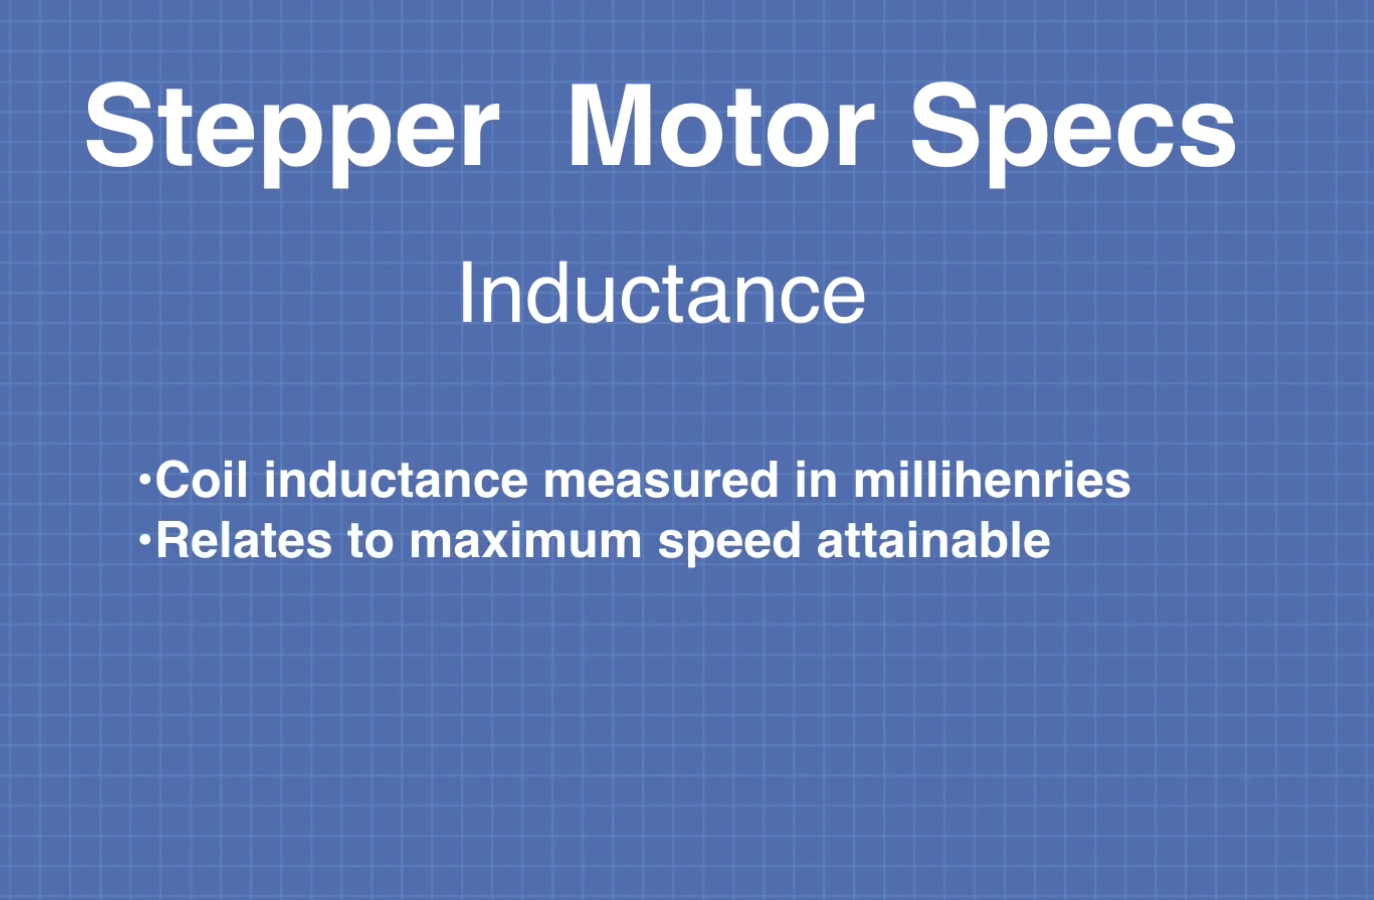 Stepper  Motor Specs
Inductance
•Coil inductance measured in millihenries
•Relates to maximum speed attainable